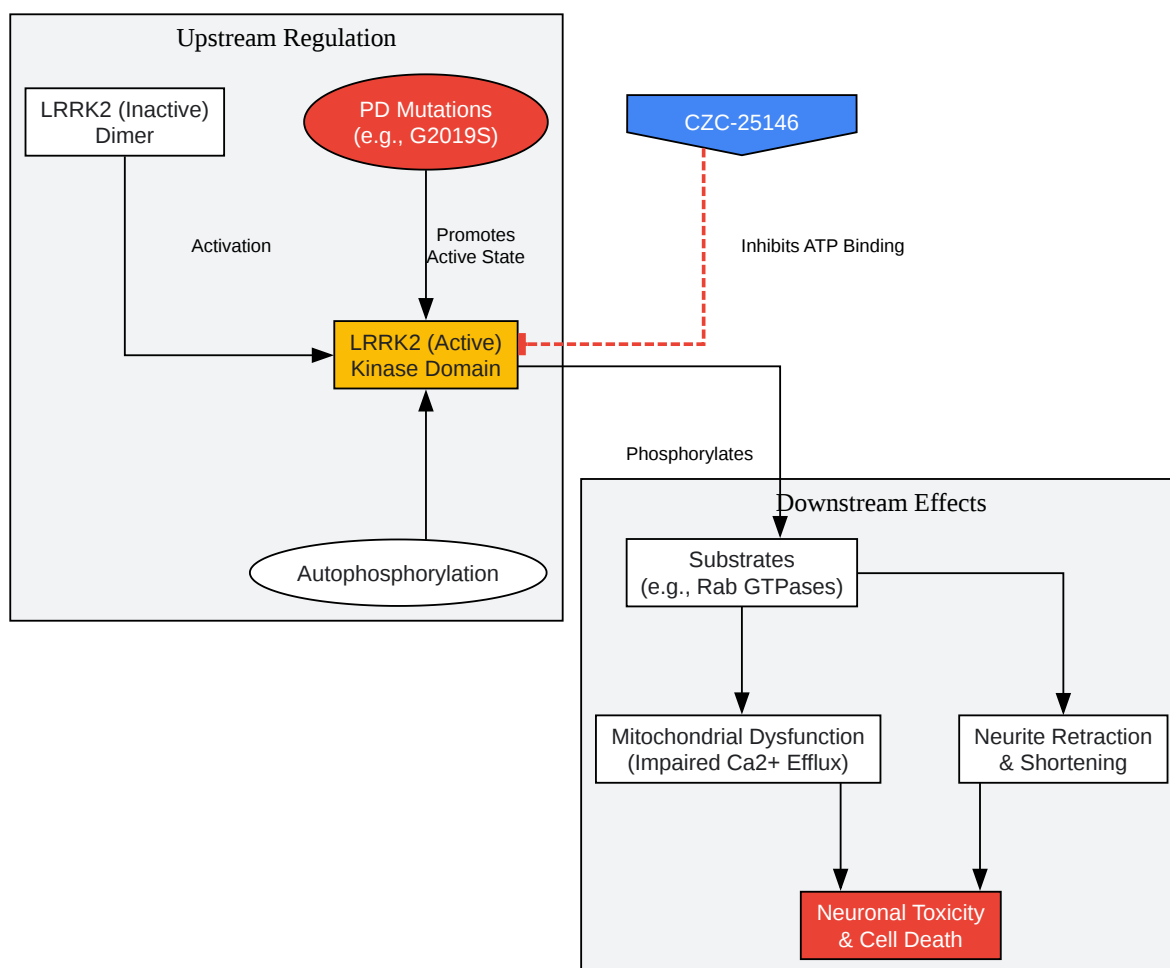 Upstream Regulation
LRRK2 (Inactive)
Dimer
PD Mutations
(e.g., G2019S)
CZC-25146
Activation
Promotes
Active State
Inhibits ATP Binding
LRRK2 (Active)
Kinase Domain
Phosphorylates
Autophosphorylation
Downstream Effects
Substrates
(e.g., Rab GTPases)
Mitochondrial Dysfunction
(Impaired Ca2+ Efflux)
Neurite Retraction
& Shortening
Neuronal Toxicity
& Cell Death